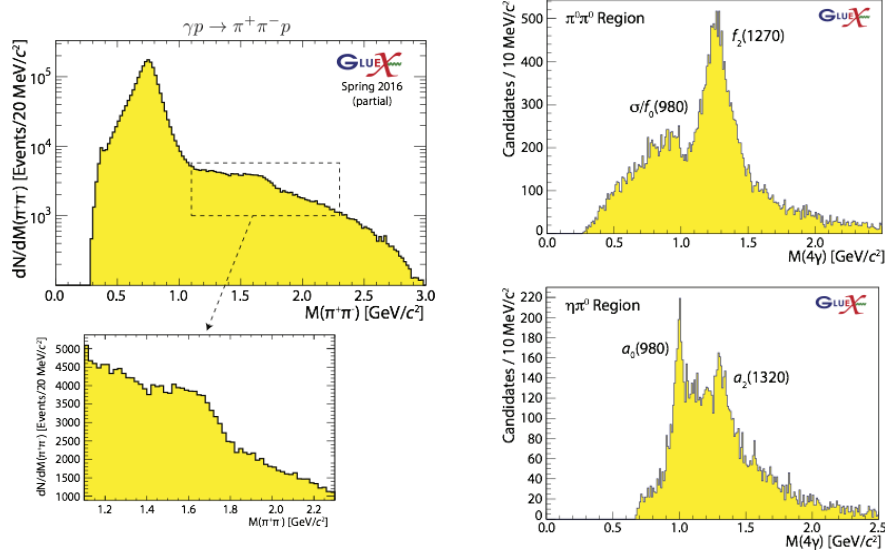 γp → π⁺π⁻p
dN/dM(π⁺π⁻) [Events/20 MeV/c²]
10⁵
10⁴
10³
GLUEX
Spring 2016
(partial)
0.0 0.5 1.0 1.5 2.0 2.5 3.0
M(π⁺π⁻) [GeV/c²]
dN/dM(π⁺π⁻) [Events/20 MeV/c²]
5000
4500
4000
3500
3000
2500
2000
1500
1000
1.2 1.4 1.6 1.8 2.0 2.2
M(π⁺π⁻) [GeV/c²]
Candidates / 10 MeV/c²
500
400
300
200
100
0
π⁰π⁰ Region
GLUEX
f₂(1270)
σ/f₀(980)
0.0 0.5 1.0 1.5 2.0
M(4γ) [GeV/c²]
Candidates / 10 MeV/c²
220
200
180
160
140
120
100
80
60
40
20
0
ηπ⁰ Region
GLUEX
a₀(980)
a₂(1320)
0.0 0.5 1.0 1.5 2.0 2.5
M(4γ) [GeV/c²]